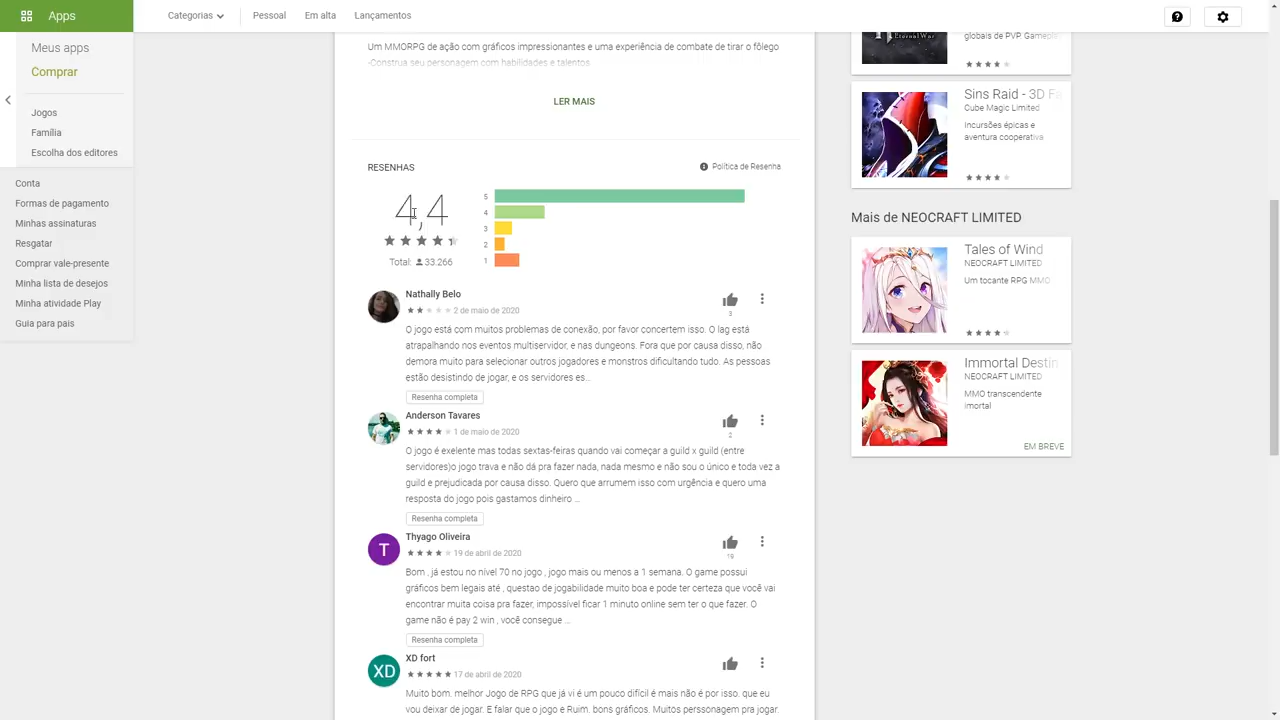 Apps
Categorias
Pessoal
Em alta
Lançamentos
Meus apps
Comprar
Jogos
Família
Escolha dos editores
Conta
Formas de pagamento
Minhas assinaturas
Resgatar
Comprar vale-presente
Minha lista de desejos
Minha atividade Play
Guia para pais
Um MMORPG de ação com gráficos impressionantes e uma experiência de combate de tirar o fôlego
-Construa seu personagem com habilidades e talentos
LER MAIS
RESENHAS
Política de Resenha
4,4
Total: 33.266
5
4
3
2
1
Nathally Belo
2 de maio de 2020
3
O jogo está com muitos problemas de conexão, por favor concertem isso. O lag está
atrapalhando nos eventos multiservidor, e nas dungeons. Fora que por causa disso, não
demora muito para selecionar outros jogadores e monstros dificultando tudo. As pessoas
estão desistindo de jogar, e os servidores es...
Resenha completa
Anderson Tavares
1 de maio de 2020
2
O jogo é exelente mas todas sextas-feiras quando vai começar a guild x guild (entre
servidores)o jogo trava e não dá pra fazer nada, nada mesmo e não sou o único e toda vez a
guild e prejudicada por causa disso. Quero que arrumem isso com urgência e quero uma
resposta do jogo pois gastamos dinheiro ...
Resenha completa
T
Thyago Oliveira
19 de abril de 2020
19
Bom , já estou no nível 70 no jogo , jogo mais ou menos a 1 semana. O game possui
gráficos bem legais até , questao de jogabilidade muito boa e pode ter certeza que você vai
encontrar muita coisa pra fazer, impossível ficar 1 minuto online sem ter o que fazer. O
game não é pay 2 win , você consegue ...
Resenha completa
XD
XD fort
17 de abril de 2020
Muito bom. melhor Jogo de RPG que já vi é um pouco difícil é mais não é por isso. que eu
vou deixar de jogar. E falar que o jogo e Ruim. bons gráficos. Muitos perssonagem pra jogar.
ETERNALWAR
globais de PVP. Gamepl
Sins Raid - 3D Fa
Cube Magic Limited
Incursões épicas e
aventura cooperativa
Mais de NEOCRAFT LIMITED
Tales of Wind
NEOCRAFT LIMITED
Um tocante RPG MMO
Immortal Destin
NEOCRAFT LIMITED
MMO transcendente
imortal
EM BREVE